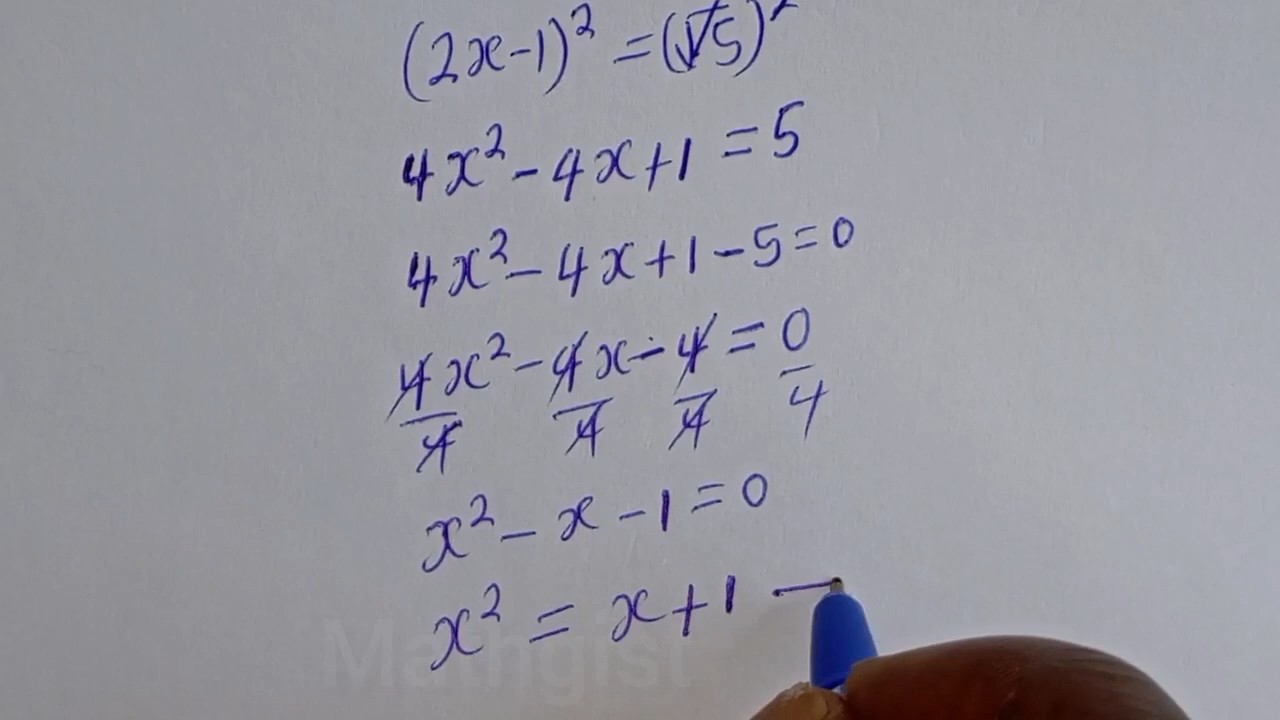 (2x-1)² = (√5)²
4x² - 4x + 1 = 5
4x² - 4x + 1 - 5 = 0
4x²/4 - 4x/4 - 4/4 = 0/4
x² - x - 1 = 0
x² = x + 1 —
Mathgist